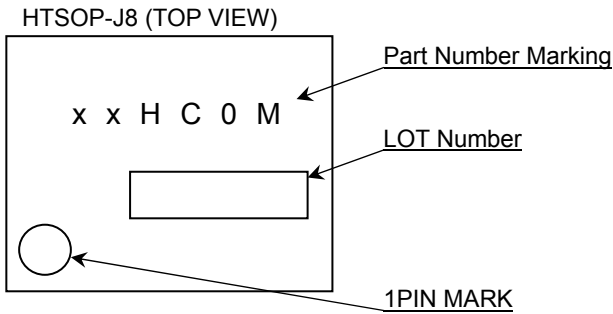 HTSOP-J8 (TOP VIEW)
Part Number Marking
x x H C 0 M
LOT Number
1PIN MARK